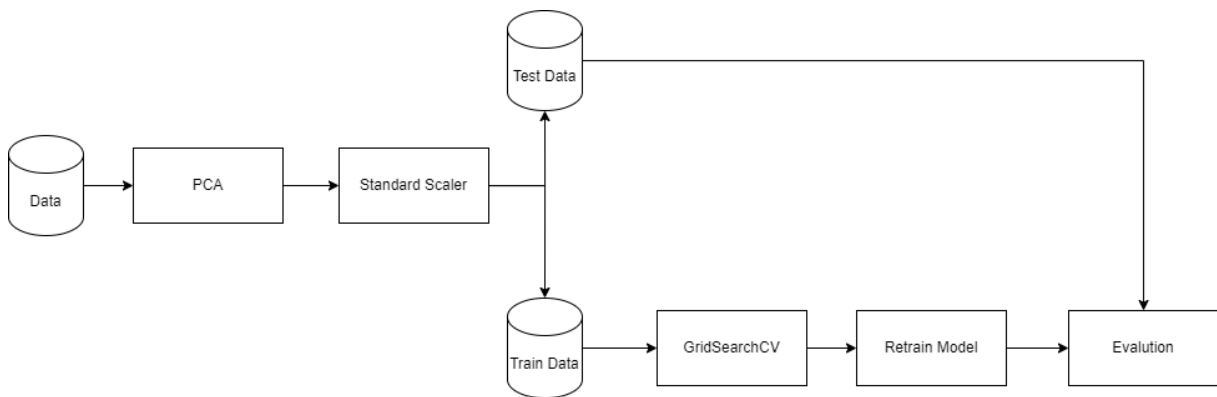 Test Data
Data
PCA
Standard Scaler
Train Data
GridSearchCV
Retrain Model
Evalution